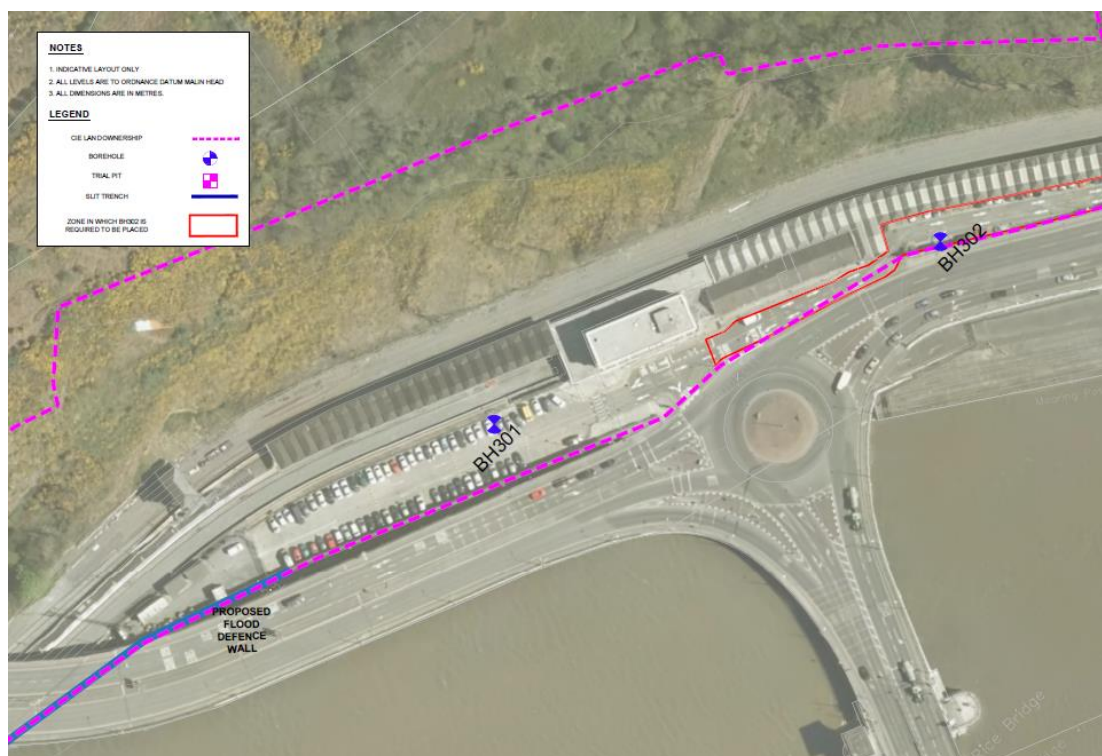 NOTES
1. INDICATIVE LAYOUT ONLY
2. ALL LEVELS ARE TO ORDNANCE DATUM MALIN HEAD
3. ALL DIMENSIONS ARE IN METRES.
LEGEND
CIE LANDOWNERSHIP
BOREHOLE
TRIAL PIT
SLIT TRENCH
ZONE IN WHICH BH302 IS
REQUIRED TO BE PLACED
BH302
BH301
PROPOSED
FLOOD
DEFENCE
WALL
Bridge